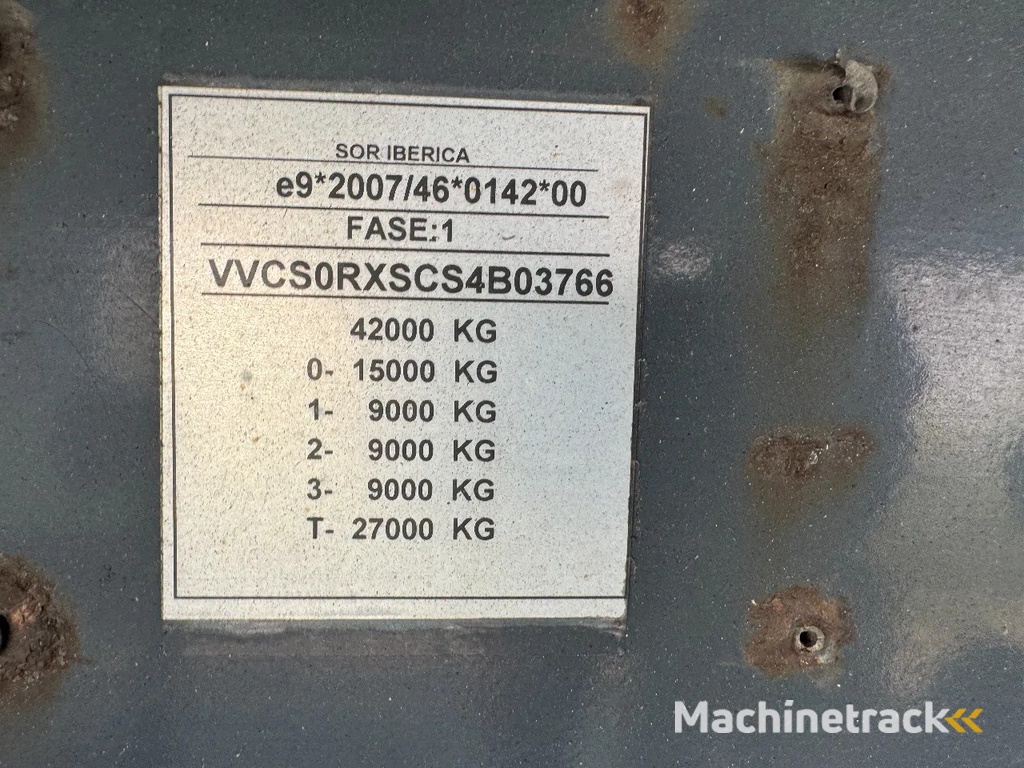 SOR IBERICA
e9*2007/46*0142*00
FASE:1
VVCS0RXSCS4B03766
42000 KG
0- 15000 KG
1- 9000 KG
2- 9000 KG
3- 9000 KG
T- 27000 KG
Machinetrack